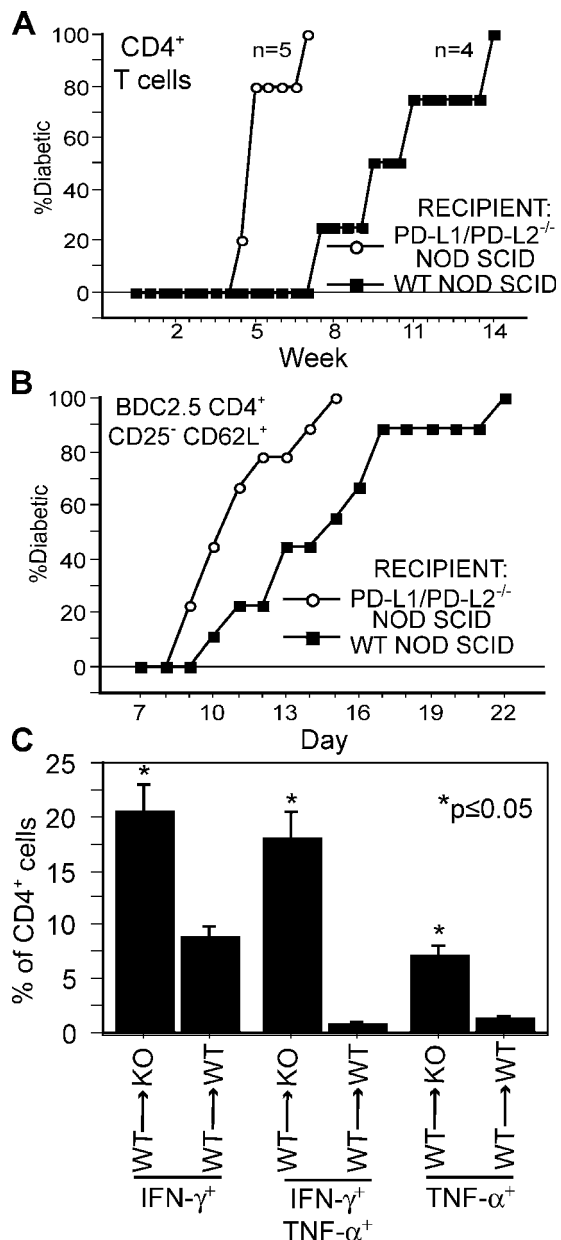 A
CD4⁺
T cells
n=5
n=4
%Diabetic
100
80
60
40
20
0
RECIPIENT:
PD-L1/PD-L2⁻/⁻
NOD SCID
WT NOD SCID
2 5 8 11 14
Week
B
BDC2.5 CD4⁺
CD25⁻ CD62L⁺
%Diabetic
100
80
60
40
20
0
RECIPIENT:
PD-L1/PD-L2⁻/⁻
NOD SCID
WT NOD SCID
7 10 13 16 19 22
Day
C
% of CD4⁺ cells
25
20
15
10
5
0
* * *
*p≤0.05
WT→KO WT→WT WT→KO WT→WT WT→KO WT→WT
IFN-γ⁺ IFN-γ⁺ TNF-α⁺
TNF-α⁺